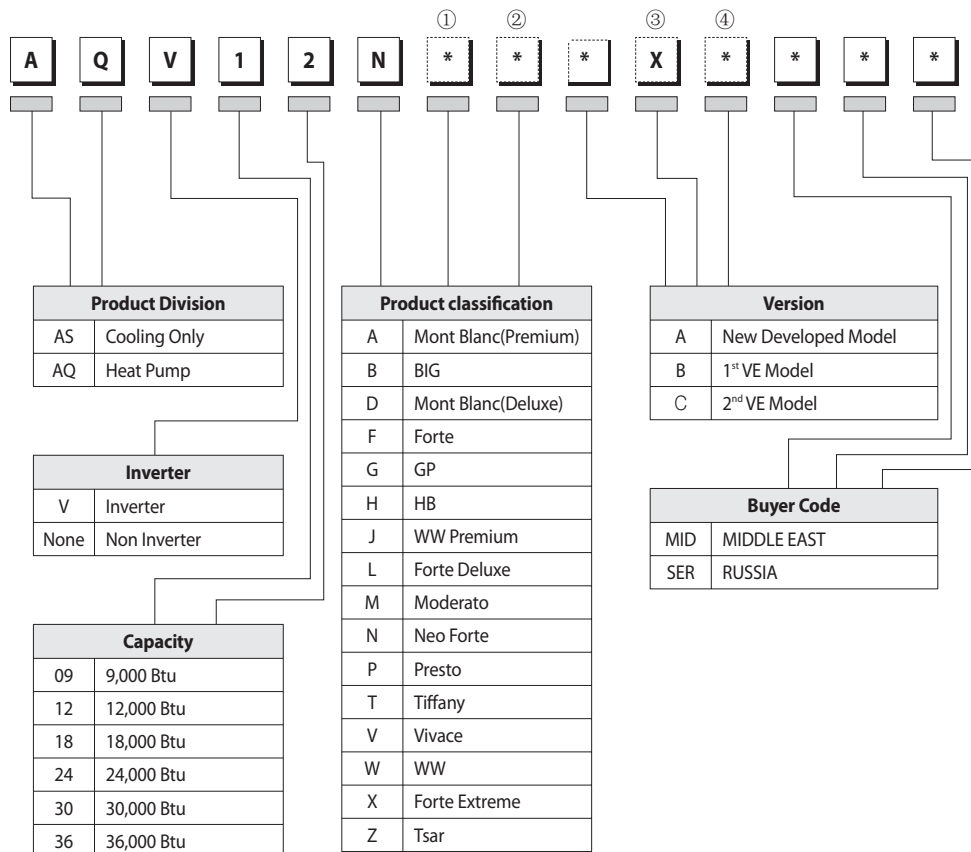 ① ② ③ ④
A Q V 1 2 N * * * X * * * *
Product Division
AS Cooling Only
AQ Heat Pump
Inverter
V Inverter
None Non Inverter
Capacity
09 9,000 Btu
12 12,000 Btu
18 18,000 Btu
24 24,000 Btu
30 30,000 Btu
36 36,000 Btu
Product classification
A Mont Blanc(Premium)
B BIG
D Mont Blanc(Deluxe)
F Forte
G GP
H HB
J WW Premium
L Forte Deluxe
M Moderato
N Neo Forte
P Presto
T Tiffany
V Vivace
W WW
X Forte Extreme
Z Tsar
Version
A New Developed Model
B 1st VE Model
C 2nd VE Model
Buyer Code
MID MIDDLE EAST
SER RUSSIA